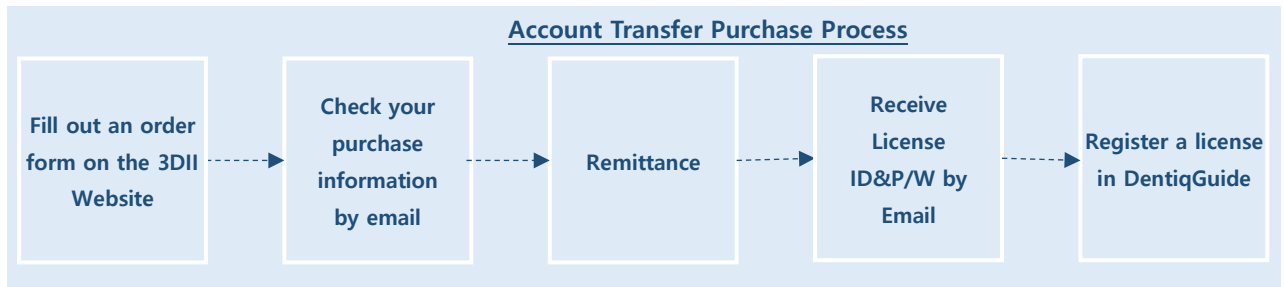 Account Transfer Purchase Process
Fill out an order
form on the 3DII
Website
Check your
purchase
information
by email
Remittance
Receive
License
ID&P/W by
Email
Register a license
in DentiqGuide